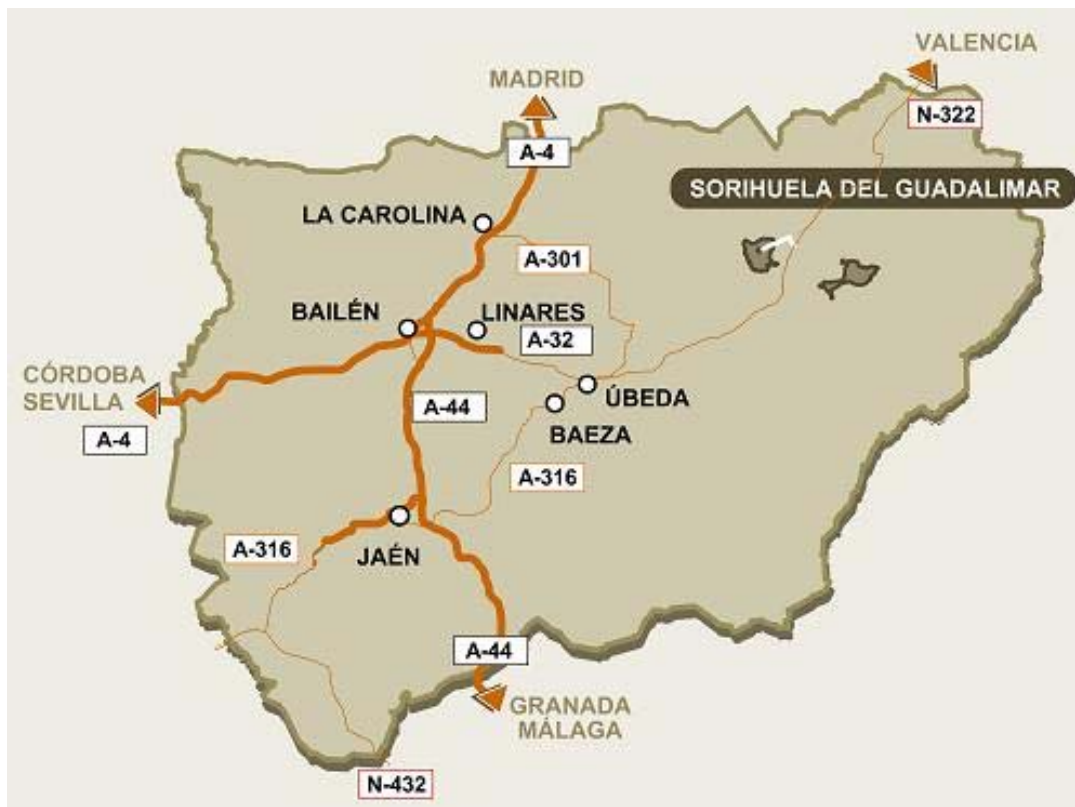 VALENCIA
MADRID
N-322
A-4
SORIHUELA DEL GUADALIMAR
LA CAROLINA
A-301
BAILÉN
LINARES
A-32
CÓRDOBA
SEVILLA
A-4
A-44
ÚBEDA
BAEZA
A-316
A-316
JAÉN
A-44
GRANADA
MÁLAGA
N-432